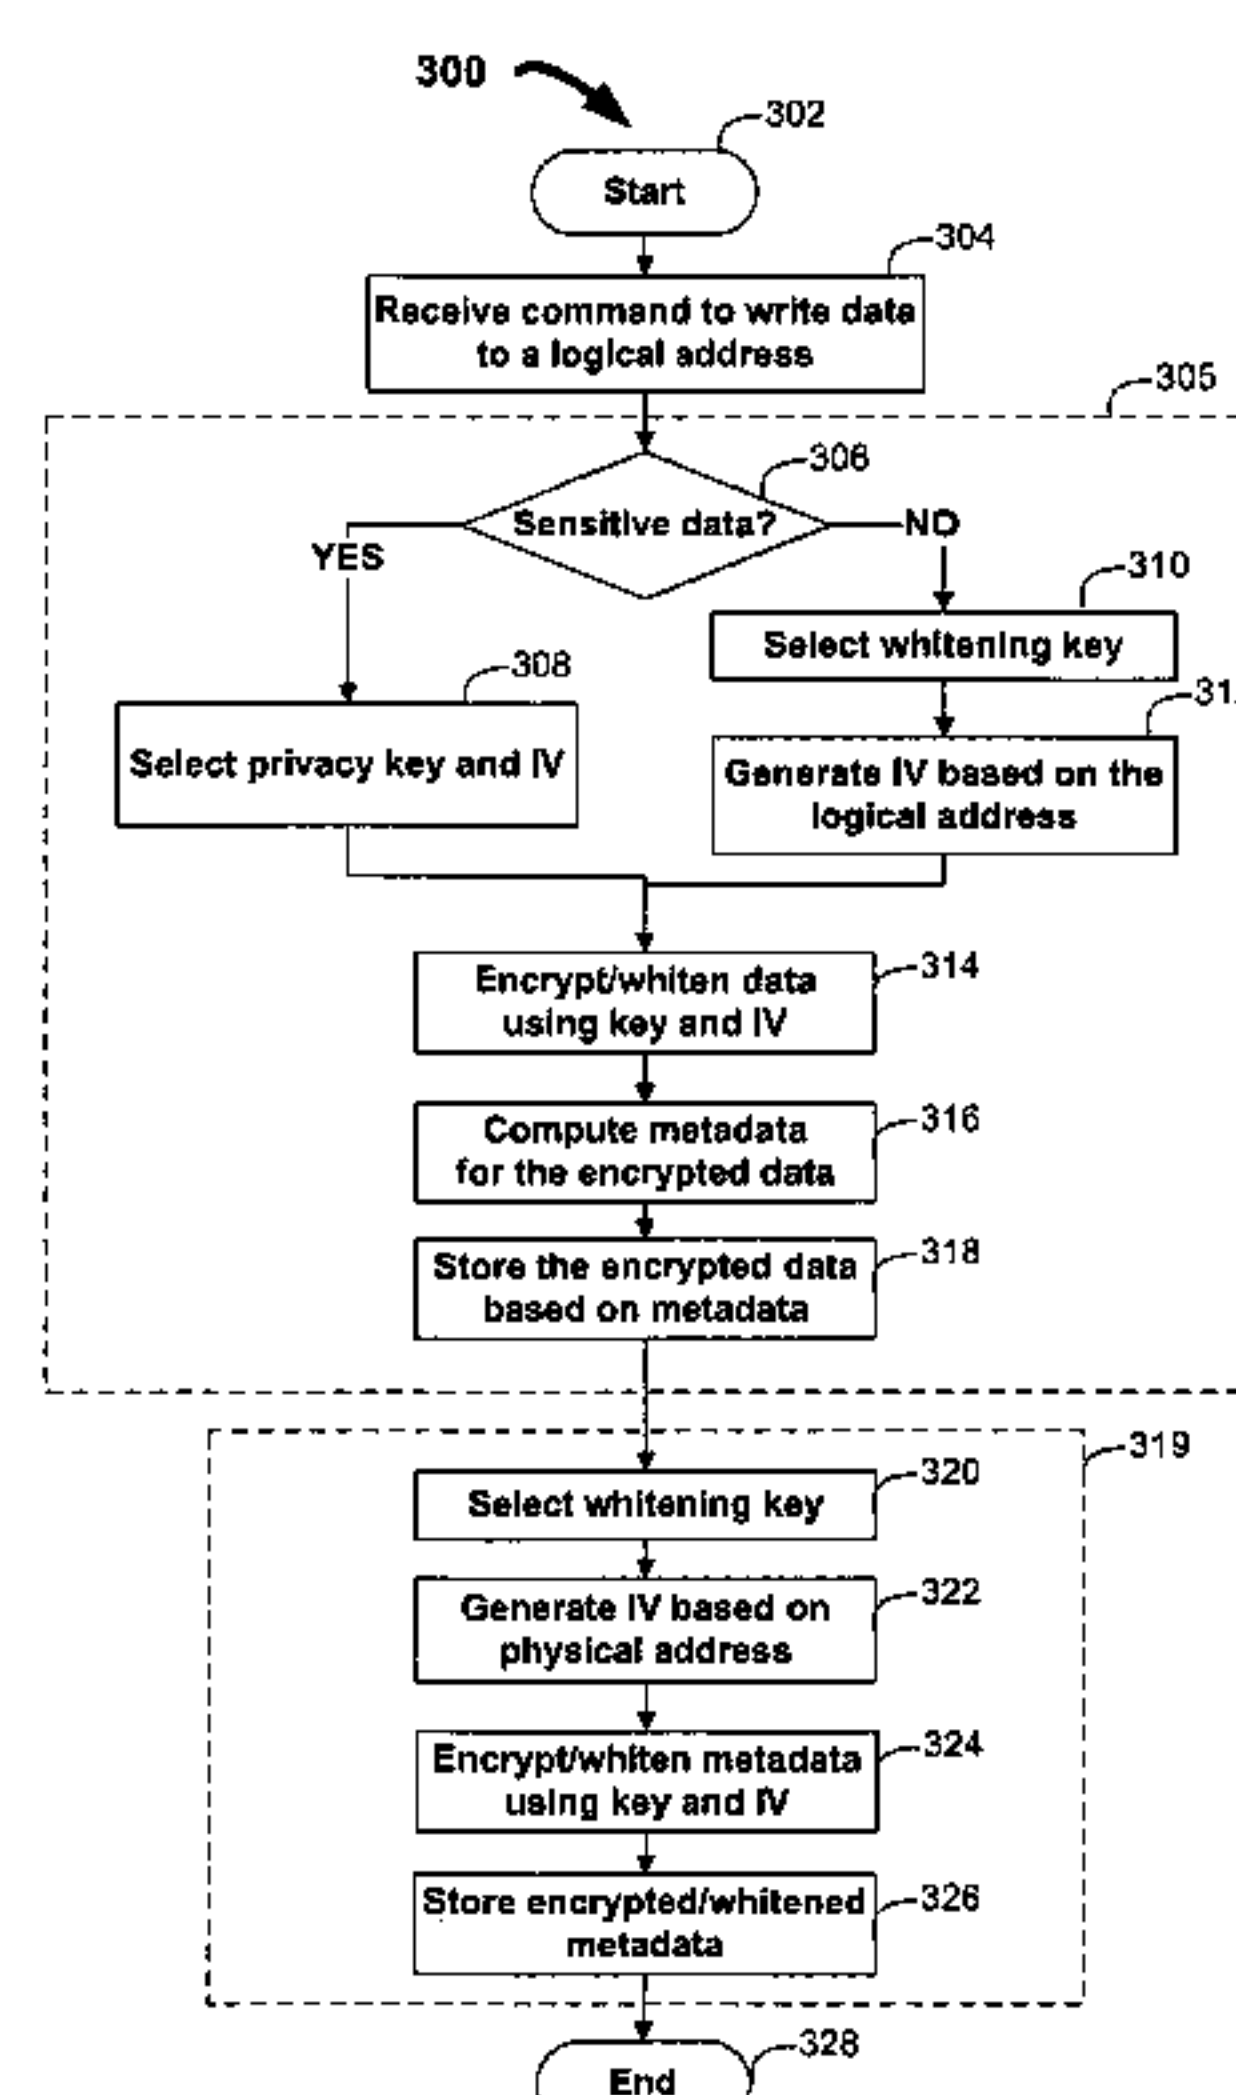 300
302
Start
304
Receive command to write data
to a logical address
305
306
Sensitive data?
YES
NO
310
Select whitening key
308
Select privacy key and IV
Generate IV based on the
logical address
314
Encrypt/whiten data
using key and IV
316
Compute metadata
for the encrypted data
318
Store the encrypted data
based on metadata
319
320
Select whitening key
322
Generate IV based on
physical address
324
Encrypt/whiten metadata
using key and IV
326
Store encrypted/whitened
metadata
328
End